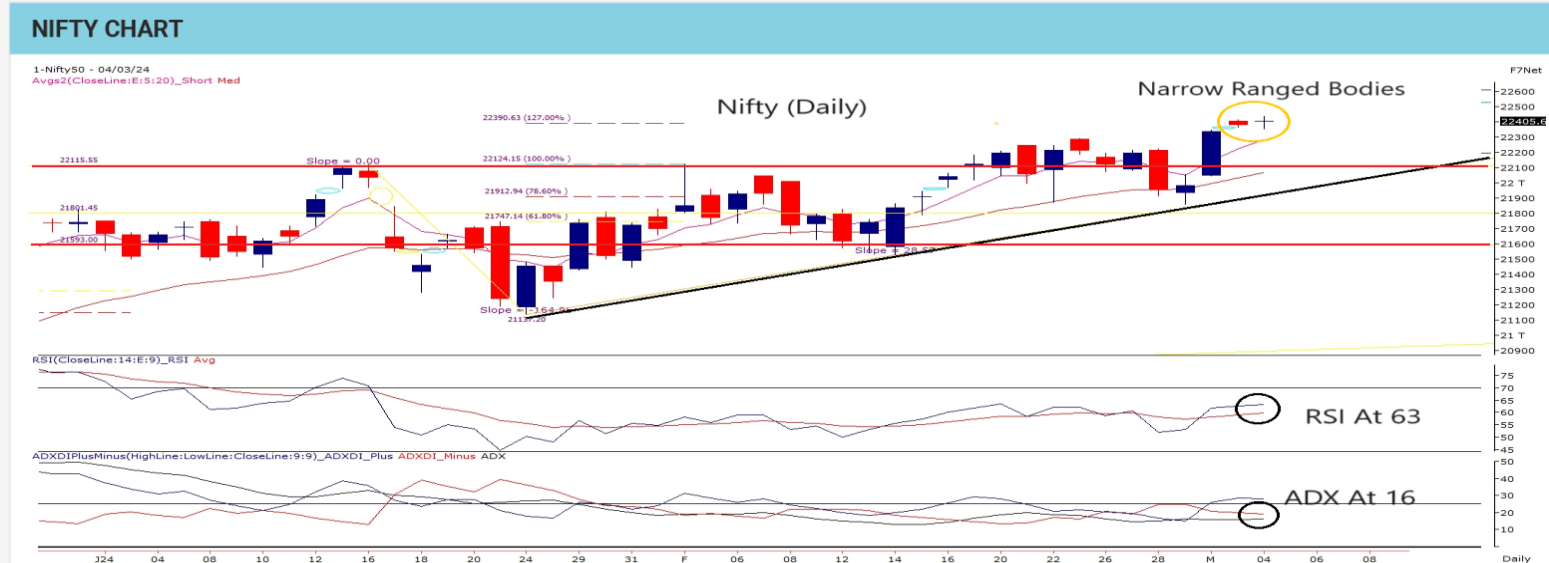 NIFTY CHART
1-Nifty50 - 04/03/24
F7Net
Avgs2(CloseLine:E:5:20)_Short Med
Narrow Ranged Bodies
Nifty (Daily)
22600
22500
22405.6
22300
22200
22100
22 T
21900
21800
21700
21600
21500
21400
21300
21200
21100
21 T
20900
22390.63 (127.00% )
22115.55
Slope = 0.00
22124.15 (100.00% )
21912.94 (78.60% )
21801.45
21747.14 (61.80% )
21593.00
Slope = 28.57
21137.20
RSI(CloseLine:14:E:9)_RSI Avg
75
70
65
60
55
50
45
RSI At 63
ADXDIPlusMinus(HighLine:LowLine:CloseLine:9:9)_ADXDI_Plus ADXDI_Minus ADX
50
40
30
20
10
ADX At 16
J24 04 08 10 12 16 18 20 24 29 31 F 06 08 12 14 16 20 22 26 28 M 04 06 08 Daily